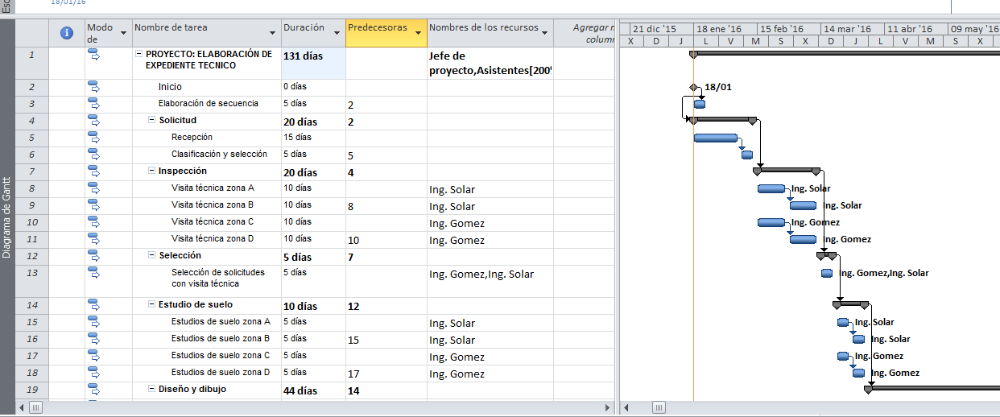 Esc
18/01/16
Diagrama de Gantt
Modo de
Nombre de tarea
Duración
Predecesoras
Nombres de los recursos
Agregar
colum
21 dic '15 18 ene '16 15 feb '16 14 mar '16 11 abr '16 09 may '16
X D J L V M S X D J L V M S X
1 PROYECTO: ELABORACIÓN DE EXPEDIENTE TECNICO 131 días Jefe de proyecto,Asistentes[200%
2 Inicio 0 días 18/01
3 Elaboración de secuencia 5 días 2
4 Solicitud 20 días 2
5 Recepción 15 días
6 Clasificación y selección 5 días 5
7 Inspección 20 días 4
8 Visita técnica zona A 10 días Ing. Solar Ing. Solar
9 Visita técnica zona B 10 días 8 Ing. Solar Ing. Solar
10 Visita técnica zona C 10 días Ing. Gomez Ing. Gomez
11 Visita técnica zona D 10 días 10 Ing. Gomez Ing. Gomez
12 Selección 5 días 7
13 Selección de solicitudes con visita técnica 5 días Ing. Gomez,Ing. Solar Ing. Gomez,Ing. Solar
14 Estudio de suelo 10 días 12
15 Estudios de suelo zona A 5 días Ing. Solar Ing. Solar
16 Estudios de suelo zona B 5 días 15 Ing. Solar Ing. Solar
17 Estudios de suelo zona C 5 días Ing. Gomez Ing. Gomez
18 Estudios de suelo zona D 5 días 17 Ing. Gomez Ing. Gomez
19 Diseño y dibujo 44 días 14